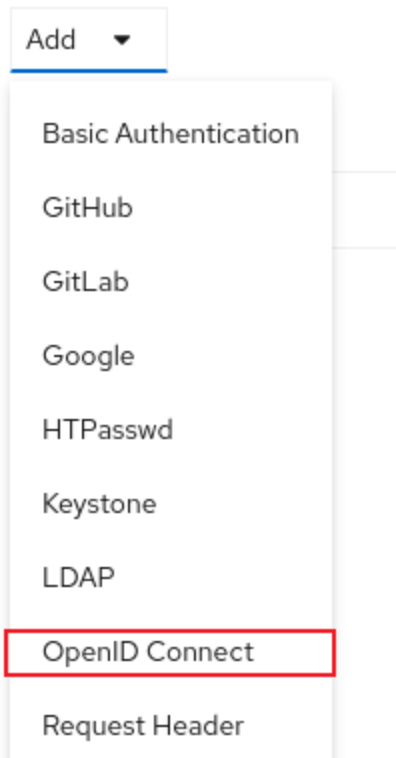 Add
Basic Authentication
GitHub
GitLab
Google
HTPasswd
Keystone
LDAP
OpenID Connect
Request Header